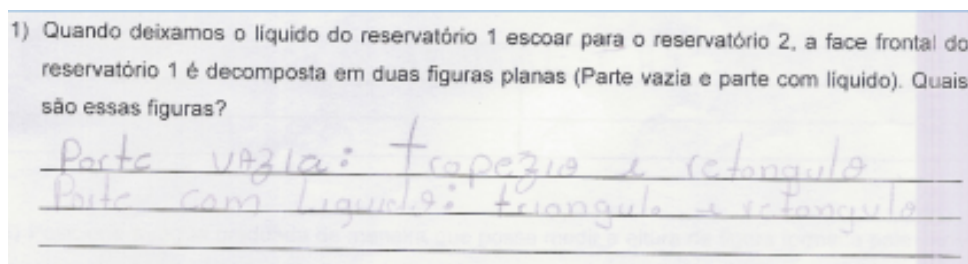 1) Quando deixamos o líquido do reservatório 1 escoar para o reservatório 2, a face frontal do
reservatório 1 é decomposta em duas figuras planas (Parte vazia e parte com líquido). Quais
são essas figuras?
Parte vAzia: Trapezio e retangulo
Parte com Liquido: triangulo e retangulo